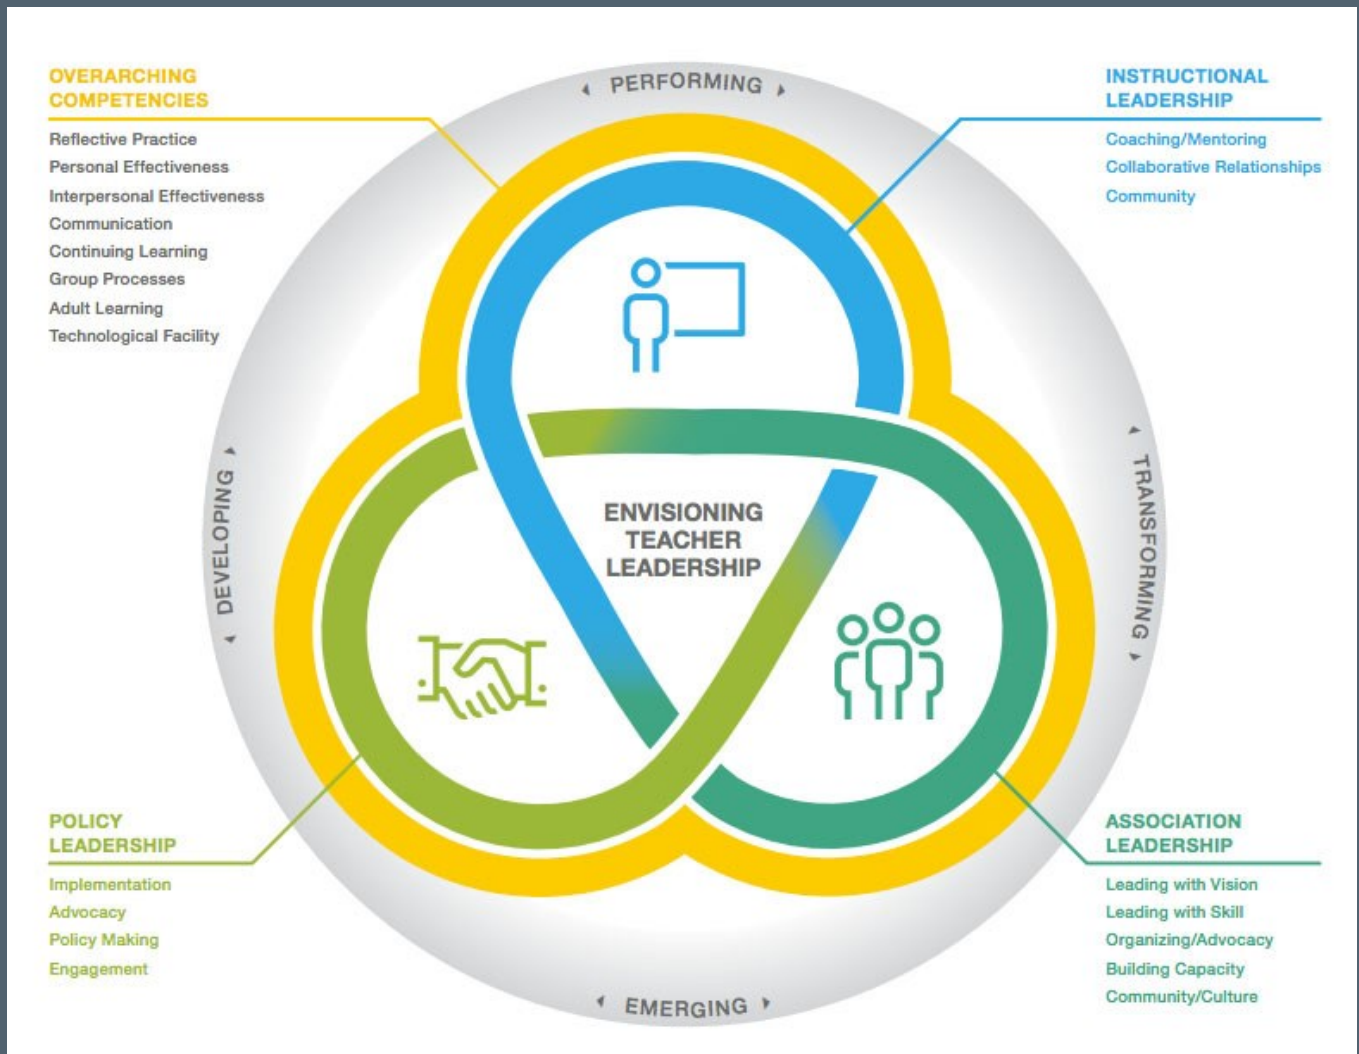 PERFORMING
OVERARCHING
COMPETENCIES
Reflective Practice
Personal Effectiveness
Interpersonal Effectiveness
Communication
Continuing Learning
Group Processes
Adult Learning
Technological Facility
INSTRUCTIONAL
LEADERSHIP
Coaching/Mentoring
Collaborative Relationships
Community
DEVELOPING
ENVISIONING
TEACHER
LEADERSHIP
TRANSFORMING
POLICY
LEADERSHIP
Implementation
Advocacy
Policy Making
Engagement
ASSOCIATION
LEADERSHIP
Leading with Vision
Leading with Skill
Organizing/Advocacy
Building Capacity
Community/Culture
EMERGING